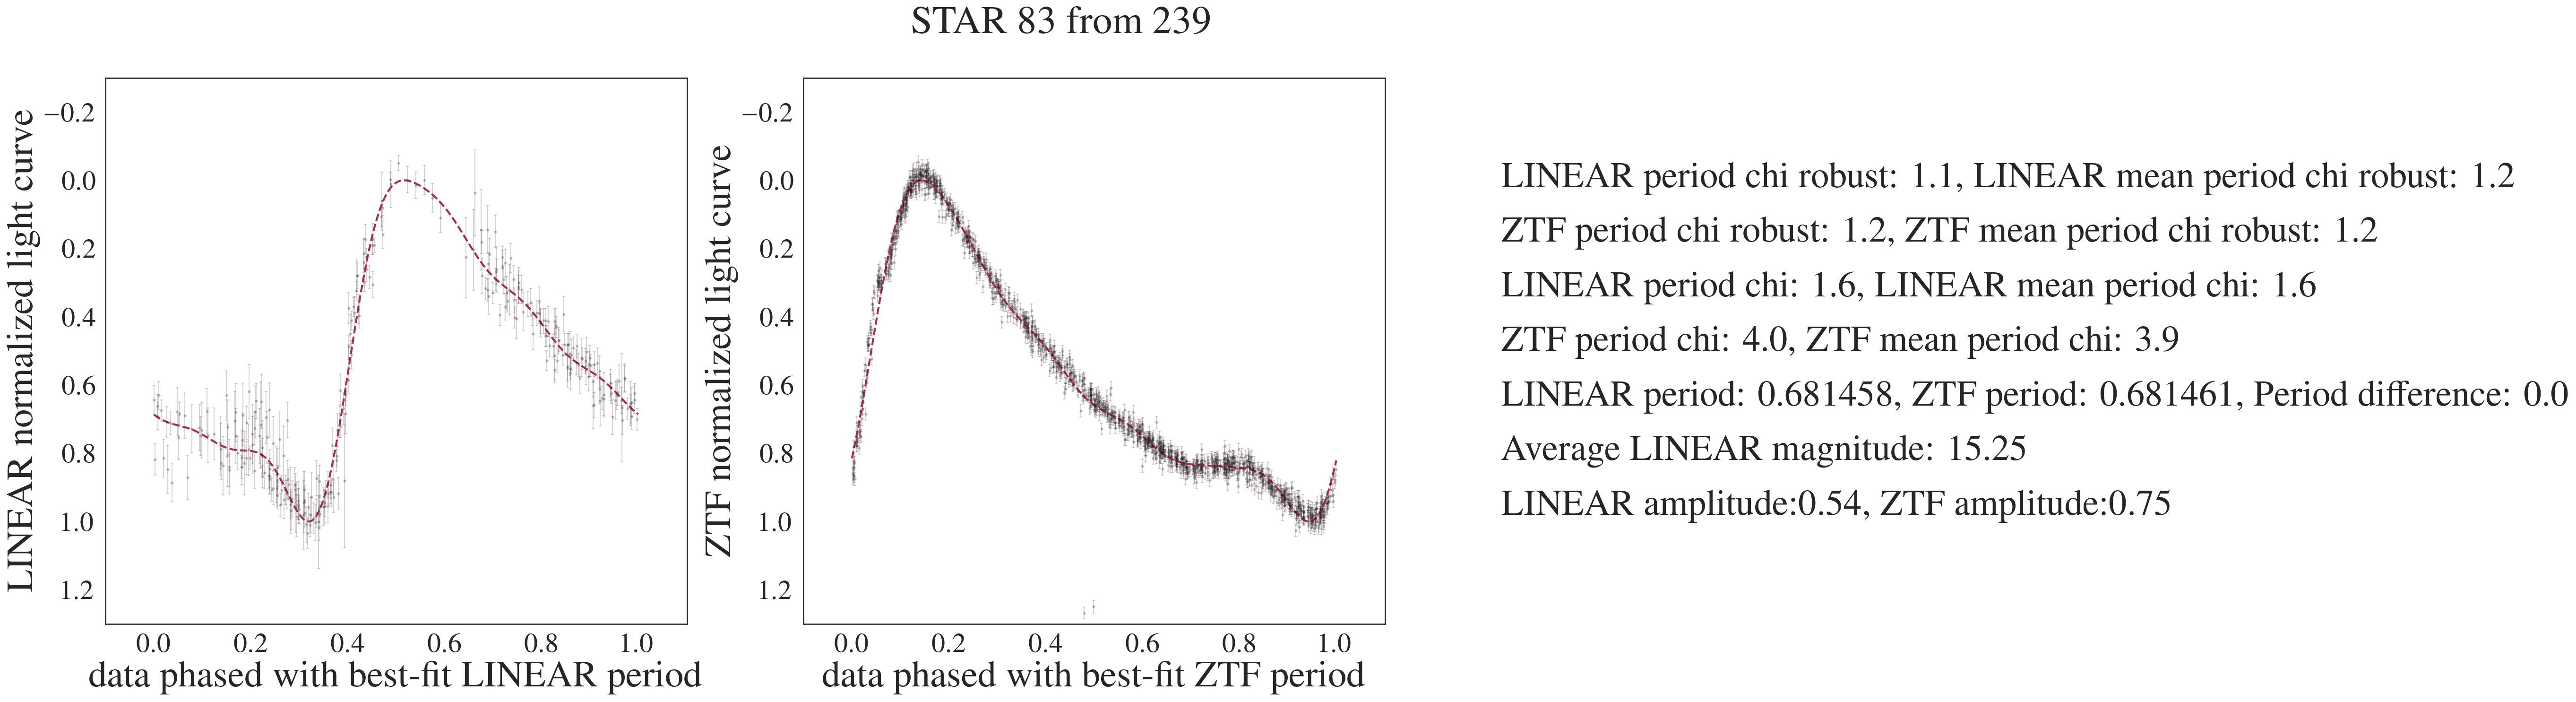 STAR 83 from 239
LINEAR normalized light curve
−0.2
0.0
0.2
0.4
0.6
0.8
1.0
1.2
0.0 0.2 0.4 0.6 0.8 1.0
data phased with best-fit LINEAR period
ZTF normalized light curve
−0.2
0.0
0.2
0.4
0.6
0.8
1.0
1.2
0.0 0.2 0.4 0.6 0.8 1.0
data phased with best-fit ZTF period
LINEAR period chi robust: 1.1, LINEAR mean period chi robust: 1.2
ZTF period chi robust: 1.2, ZTF mean period chi robust: 1.2
LINEAR period chi: 1.6, LINEAR mean period chi: 1.6
ZTF period chi: 4.0, ZTF mean period chi: 3.9
LINEAR period: 0.681458, ZTF period: 0.681461, Period difference: 0.0
Average LINEAR magnitude: 15.25
LINEAR amplitude:0.54, ZTF amplitude:0.75